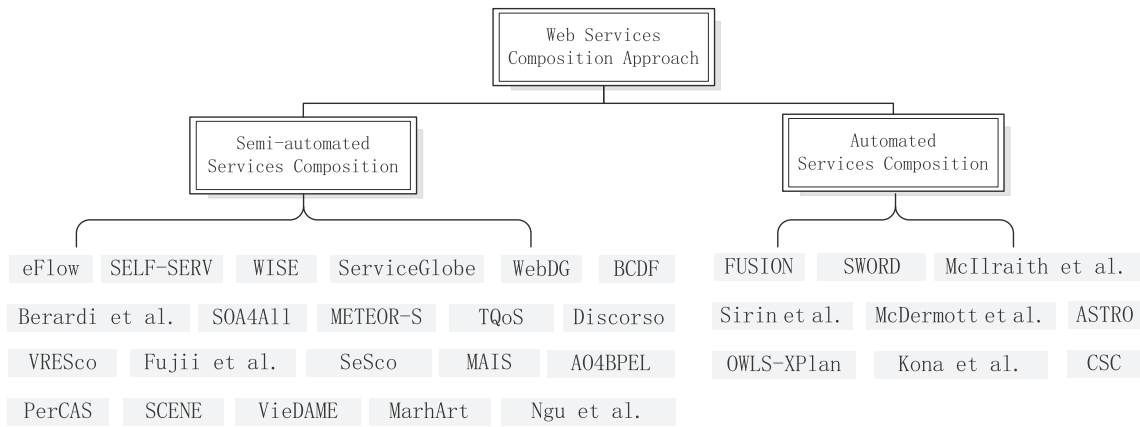 Web Services
Composition Approach
Semi-automated
Services Composition
Automated
Services Composition
eFlow SELF-SERV WISE ServiceGlobe WebDG BCDF
Berardi et al. SOA4All METEOR-S TQoS Discorso
VRESco Fujii et al. SeSco MAIS AO4BPEL
PerCAS SCENE VieDAME MarhArt Ngu et al.
FUSION SWORD McIlraith et al.
Sirin et al. McDermott et al. ASTRO
OWLS-XPlan Kona et al. CSC